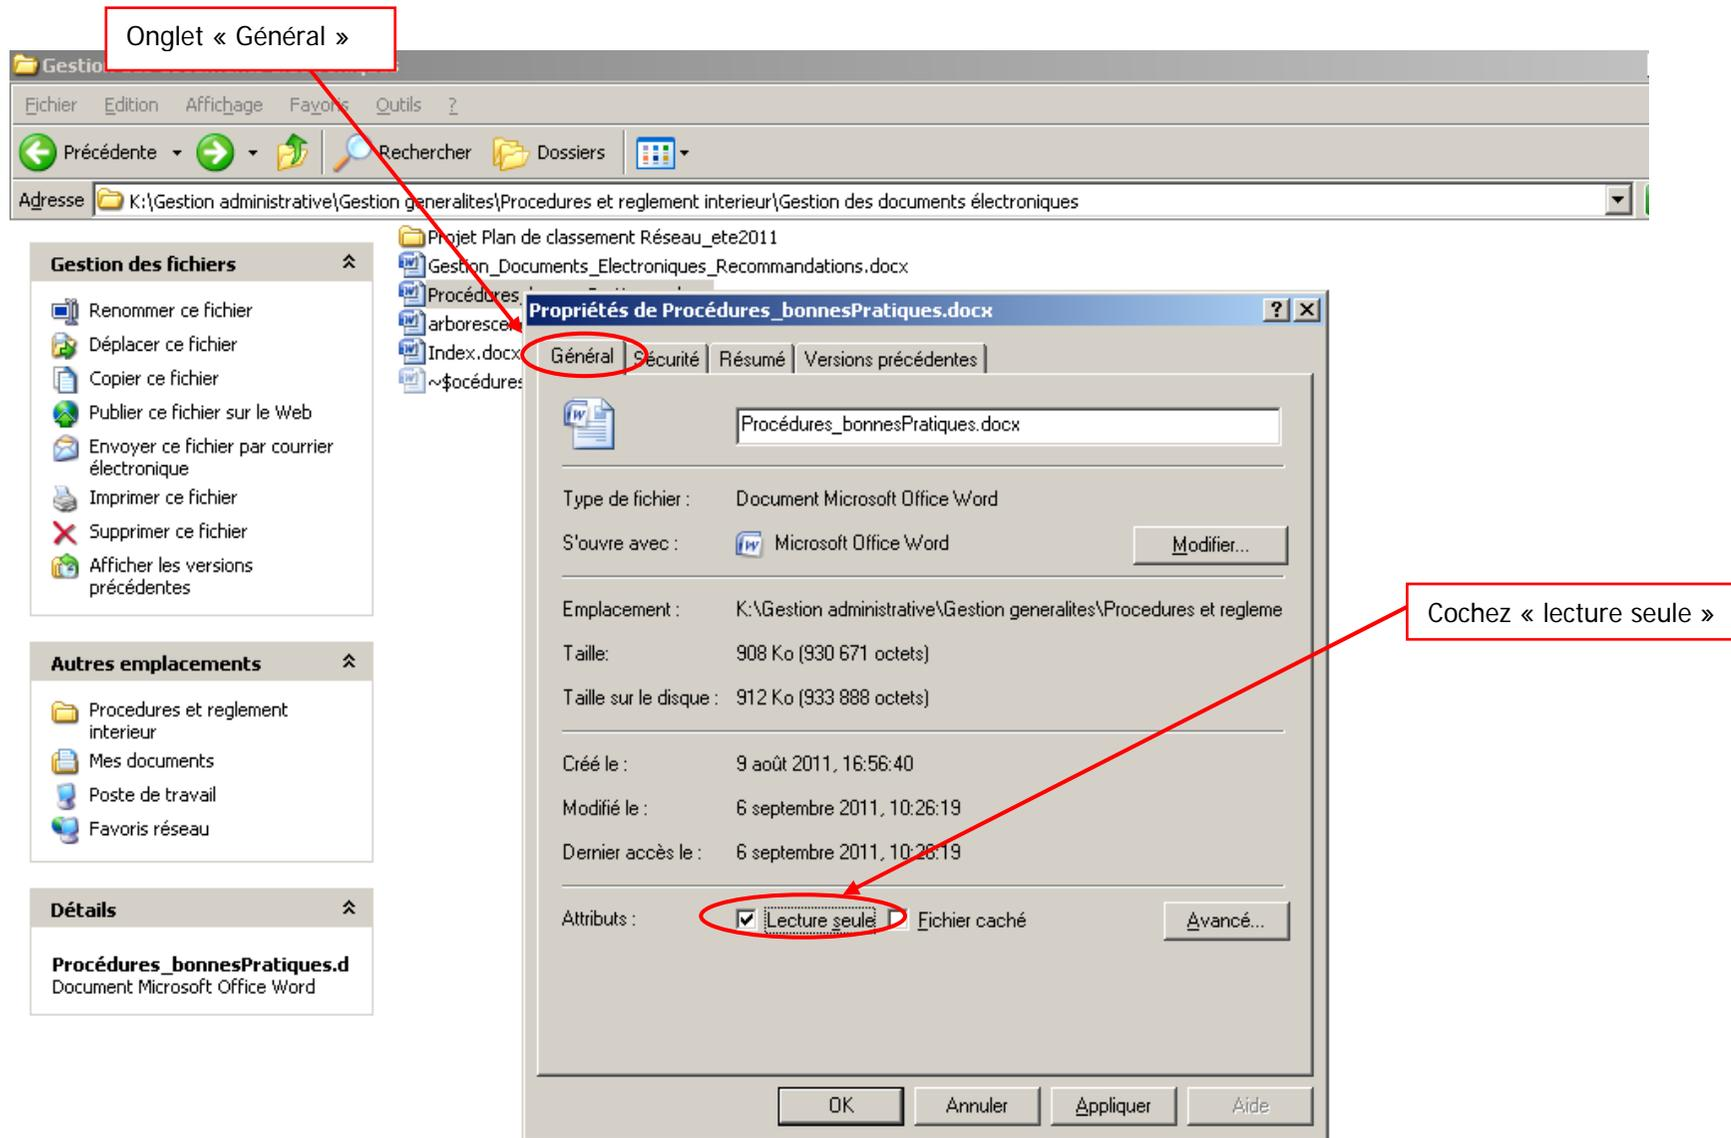 Onglet « Général »
Gestio
Fichier Edition Affichage Favoris Outils ?
Précédente Rechercher Dossiers
Adresse K:\Gestion administrative\Gestion generalites\Procedures et reglement interieur\Gestion des documents électroniques
Gestion des fichiers
Renommer ce fichier
Déplacer ce fichier
Copier ce fichier
Publier ce fichier sur le Web
Envoyer ce fichier par courrier
électronique
Imprimer ce fichier
Supprimer ce fichier
Afficher les versions
précédentes
Autres emplacements
Procedures et reglement
interieur
Mes documents
Poste de travail
Favoris réseau
Détails
Procédures_bonnesPratiques.d
Document Microsoft Office Word
Projet Plan de classement Réseau_ete2011
Gestion_Documents_Electroniques_Recommandations.docx
Procédures_
arboresce
Index.docx
~$océdures
Propriétés de Procédures_bonnesPratiques.docx
Général Sécurité Résumé Versions précédentes
Procédures_bonnesPratiques.docx
Type de fichier : Document Microsoft Office Word
S'ouvre avec : Microsoft Office Word Modifier...
Emplacement : K:\Gestion administrative\Gestion generalites\Procedures et regleme
Taille: 908 Ko (930 671 octets)
Taille sur le disque : 912 Ko (933 888 octets)
Créé le : 9 août 2011, 16:56:40
Modifié le : 6 septembre 2011, 10:26:19
Dernier accès le : 6 septembre 2011, 10:26:19
Attributs : Lecture seule Fichier caché Avancé...
OK Annuler Appliquer Aide
Cochez « lecture seule »